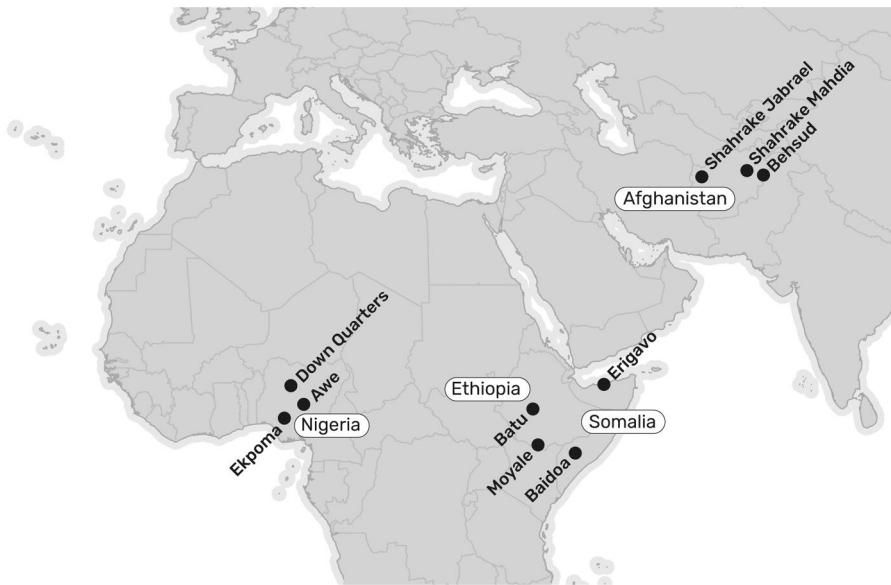 Shahrake Jabrael
Shahrake Mahdia
Behsud
Afghanistan
Down Quarters
Awe
Ekpoma
Nigeria
Erigavo
Ethiopia
Batu
Somalia
Moyale
Baidoa